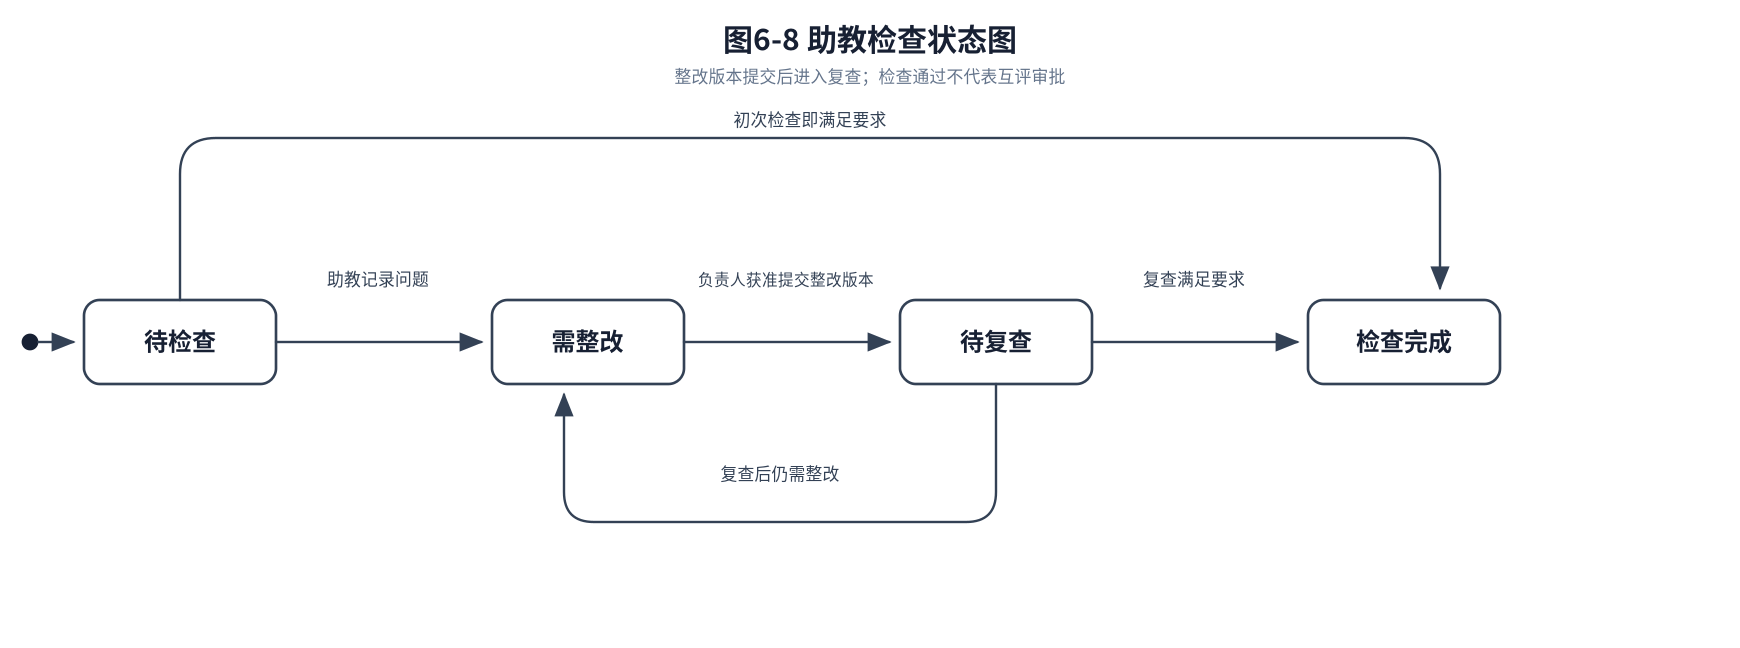 图6-8 助教检查状态图
整改版本提交后进入复查；检查通过不代表互评审批
初次检查即满足要求
助教记录问题
负责人获准提交整改版本
复查满足要求
待检查
需整改
待复查
检查完成
复查后仍需整改